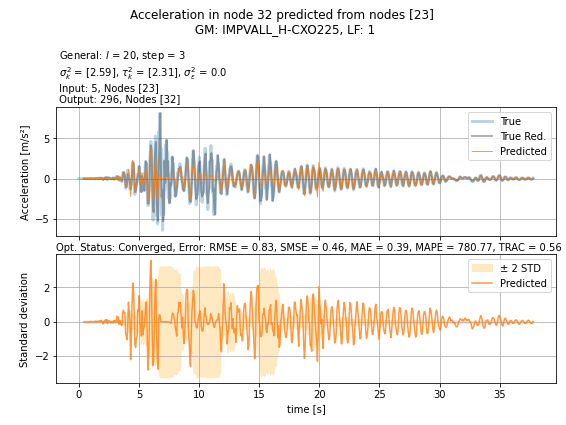 Acceleration in node 32 predicted from nodes [23]
GM: IMPVALL_H-CXO225, LF: 1
General: l = 20, step = 3
σ²ₖ = [2.59], τ²ₖ = [2.31], σ²ε = 0.0
Input: 5, Nodes [23]
Output: 296, Nodes [32]
True
True Red.
Predicted
Acceleration [m/s²]
5
0
−5
Opt. Status: Converged, Error: RMSE = 0.83, SMSE = 0.46, MAE = 0.39, MAPE = 780.77, TRAC = 0.56
± 2 STD
Predicted
Standard deviation
2
0
−2
0 5 10 15 20 25 30 35
time [s]